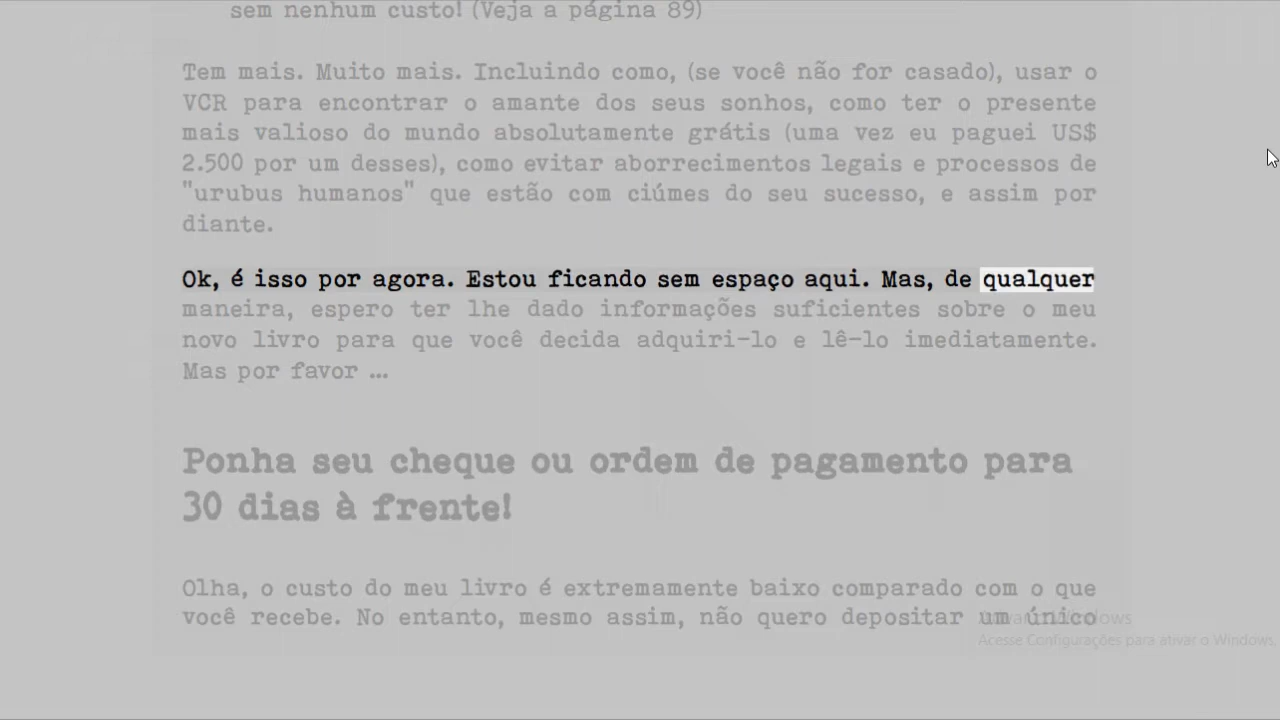 sem nenhum custo! (Veja a página 89)
Tem mais. Muito mais. Incluindo como, (se você não for casado), usar o
VCR para encontrar o amante dos seus sonhos, como ter o presente
mais valioso do mundo absolutamente grátis (uma vez eu paguei US$
2.500 por um desses), como evitar aborrecimentos legais e processos de
"urubus humanos" que estão com ciúmes do seu sucesso, e assim por
diante.
Ok, é isso por agora. Estou ficando sem espaço aqui. Mas, de qualquer
maneira, espero ter lhe dado informações suficientes sobre o meu
novo livro para que você decida adquiri-lo e lê-lo imediatamente.
Mas por favor ...
Ponha seu cheque ou ordem de pagamento para
30 dias à frente!
Olha, o custo do meu livro é extremamente baixo comparado com o que
você recebe. No entanto, mesmo assim, não quero depositar um único
Ativar o Windows
Acesse Configurações para ativar o Windows.